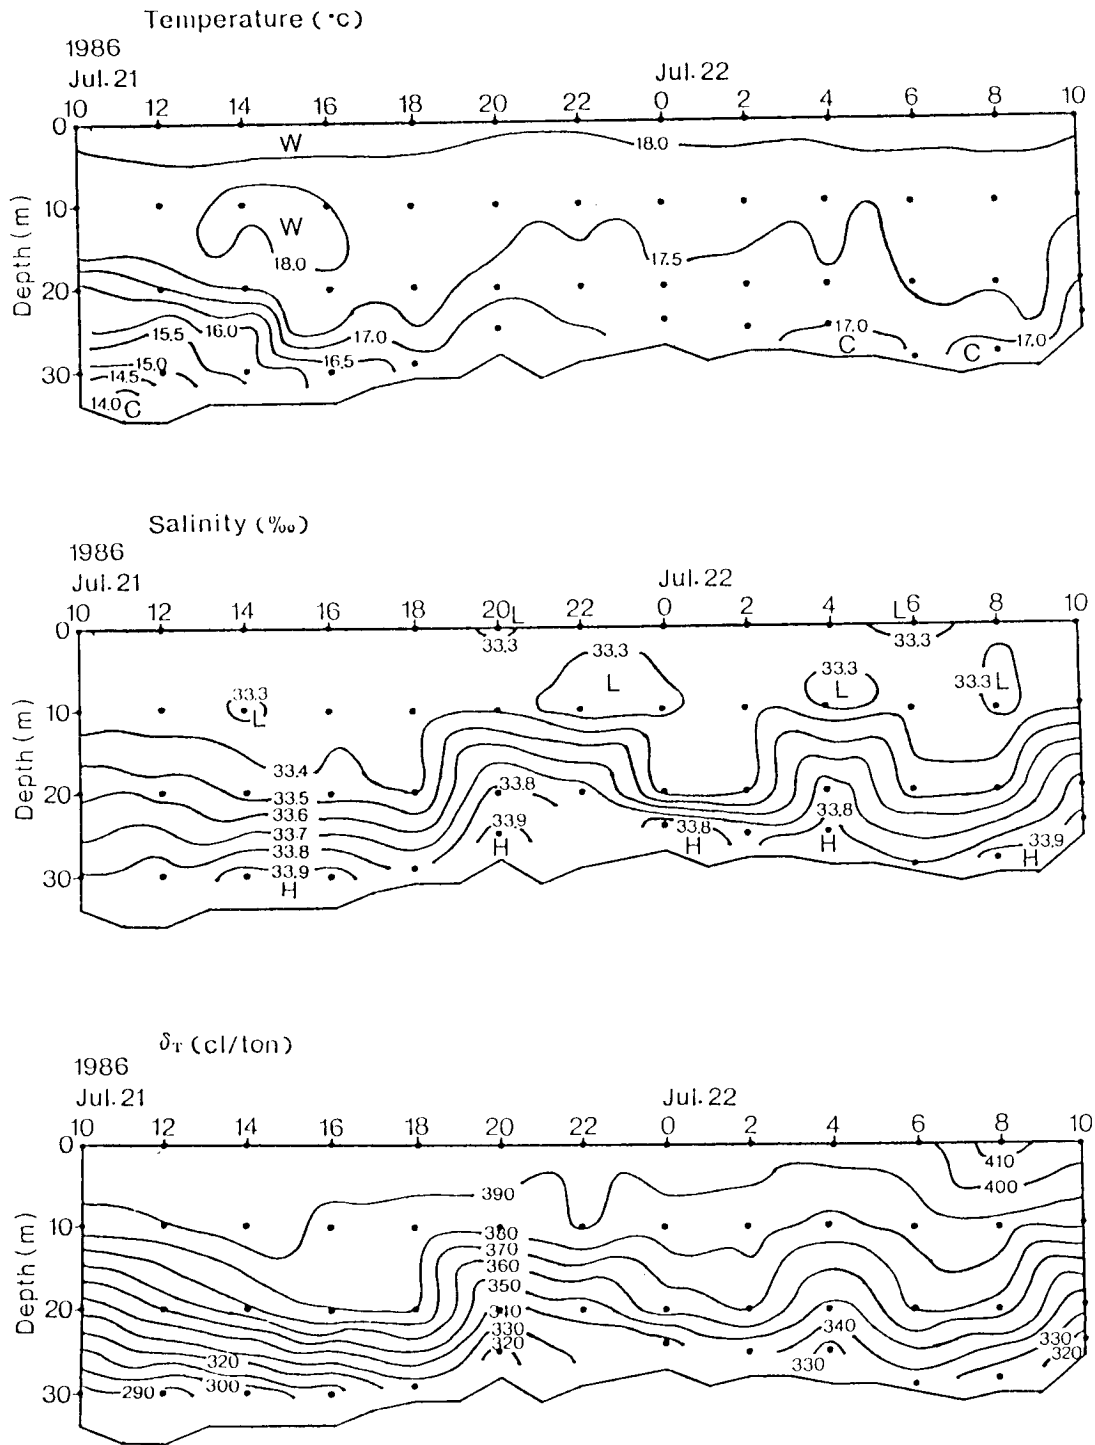 Temperature (°c)
1986
Jul. 21
Jul. 22
10 12 14 16 18 20 22 0 2 4 6 8 10
0
10
20
30
Depth (m)
W
18.0
W
18.0
17.5
17.0
17.0
17.0
16.5
16.0
15.5
15.0
14.5
14.0
C
C
C
Salinity (‰)
1986
Jul. 21
Jul. 22
10 12 14 16 18 20 22 0 2 4 6 8 10
L
L
0
10
20
30
Depth (m)
33.3
33.3
33.3
33.3
33.3
33.3
L
L
L
L
33.4
33.5
33.6
33.7
33.8
33.9
H
33.8
33.9
H
33.8
H
33.8
H
33.9
H
δT (cl/ton)
1986
Jul. 21
Jul. 22
10 12 14 16 18 20 22 0 2 4 6 8 10
0
10
20
30
Depth (m)
410
400
390
380
370
360
350
340
330
320
340
330
330
320
320
300
290